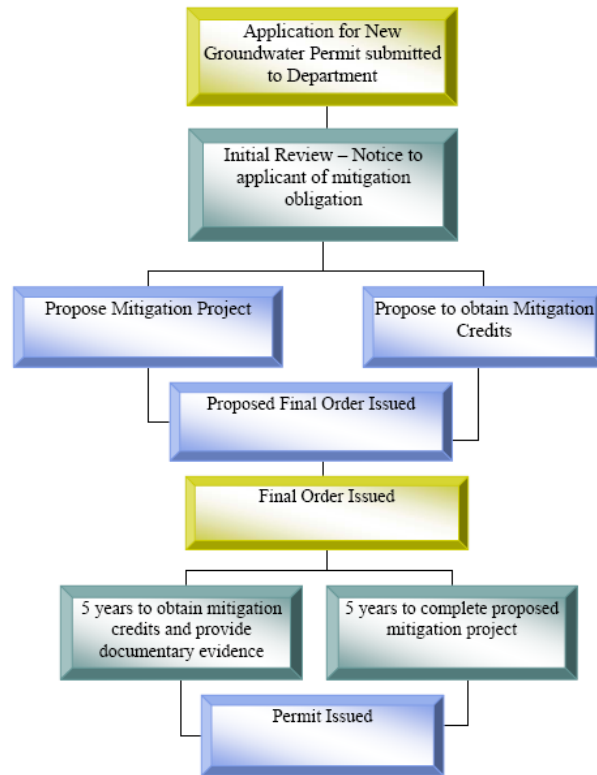 Application for New
Groundwater Permit submitted
to Department
Initial Review – Notice to
applicant of mitigation
obligation
Propose Mitigation Project
Propose to obtain Mitigation
Credits
Proposed Final Order Issued
Final Order Issued
5 years to obtain mitigation
credits and provide
documentary evidence
5 years to complete proposed
mitigation project
Permit Issued